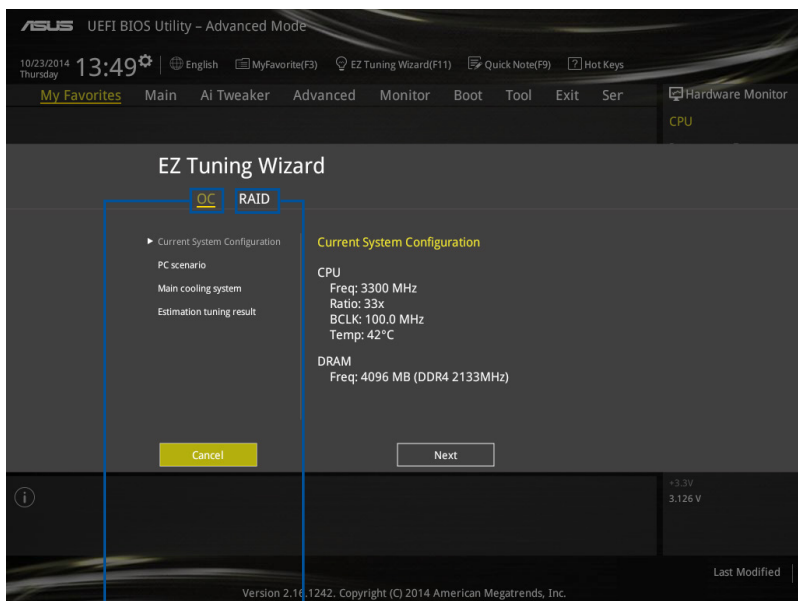 ASUS UEFI BIOS Utility – Advanced Mode
10/23/2014
Thursday
13:49
English
MyFavorite(F3)
EZ Tuning Wizard(F11)
Quick Note(F9)
? Hot Keys
My Favorites
Main
Ai Tweaker
Advanced
Monitor
Boot
Tool
Exit
Ser
Hardware Monitor
CPU
EZ Tuning Wizard
OC
RAID
Current System Configuration
PC scenario
Main cooling system
Estimation tuning result
Current System Configuration
CPU
Freq: 3300 MHz
Ratio: 33x
BCLK: 100.0 MHz
Temp: 42°C
DRAM
Freq: 4096 MB (DDR4 2133MHz)
Cancel
Next
+3.3V
3.126 V
Last Modified
Version 2.16.1242. Copyright (C) 2014 American Megatrends, Inc.